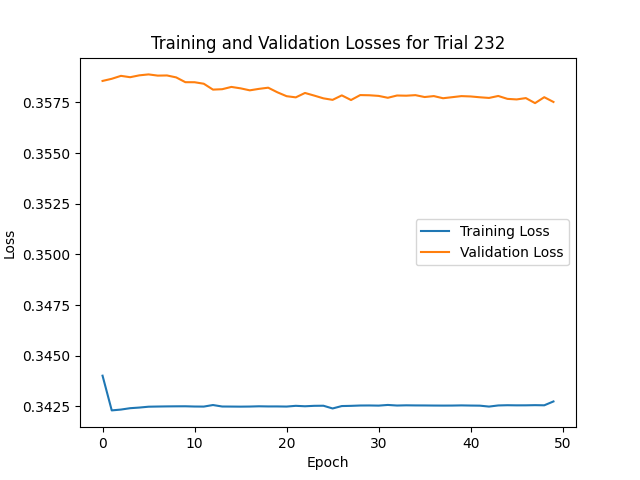 Training and Validation Losses for Trial 232
0.3575
0.3550
0.3525
0.3500
0.3475
0.3450
0.3425
Loss
Training Loss
Validation Loss
0 10 20 30 40 50
Epoch